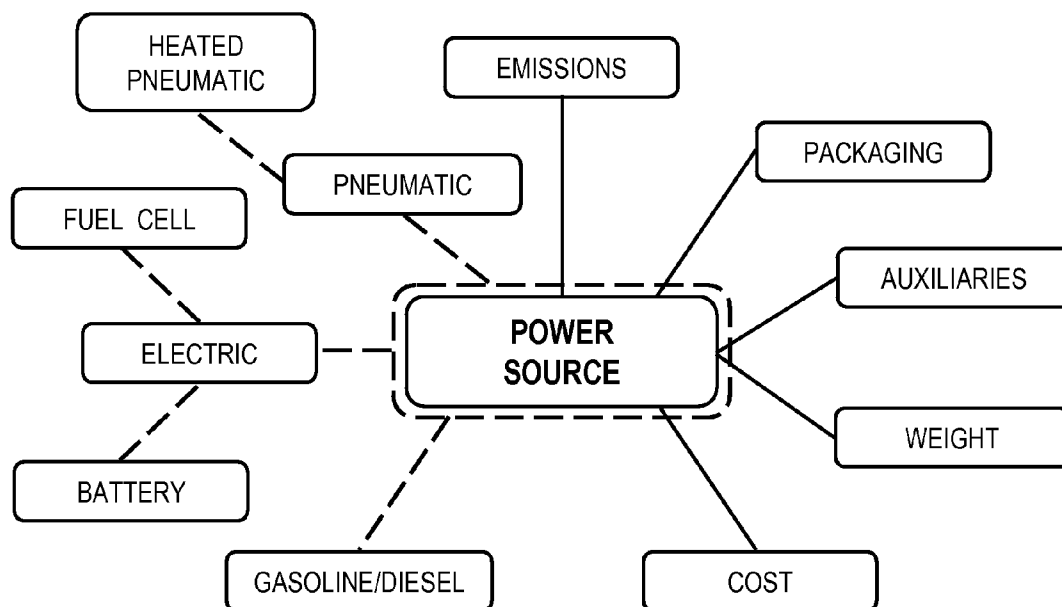 HEATED
PNEUMATIC
EMISSIONS
PACKAGING
PNEUMATIC
FUEL CELL
AUXILIARIES
POWER
SOURCE
ELECTRIC
WEIGHT
BATTERY
GASOLINE/DIESEL
COST